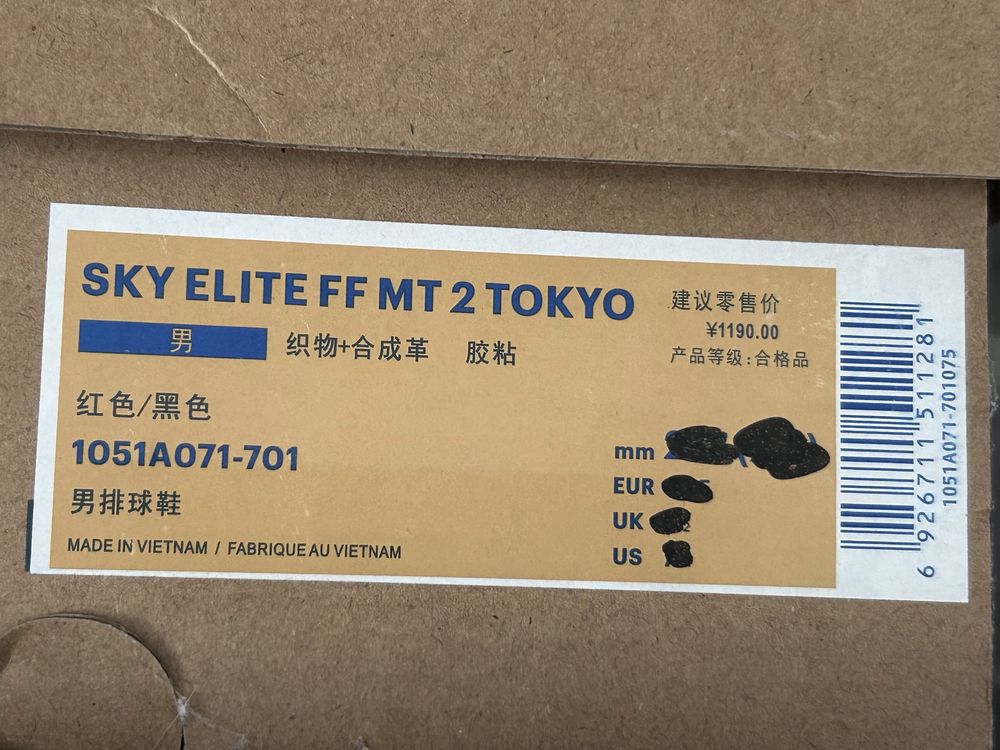 SKY ELITE FF MT 2 TOKYO
男
织物+合成革 胶粘
建议零售价
¥1190.00
产品等级:合格品
红色/黑色
1051A071-701
男排球鞋
MADE IN VIETNAM / FABRIQUE AU VIETNAM
mm
EUR
UK
US
6 926711 511281
1051A071-701075